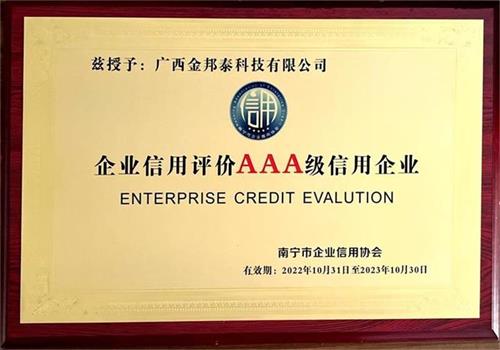 兹授予：广西金邦泰科技有限公司
信用
企业信用评价AAA级信用企业
ENTERPRISE CREDIT EVALUTION
南宁市企业信用协会
有效期：2022年10月31日至2023年10月30日